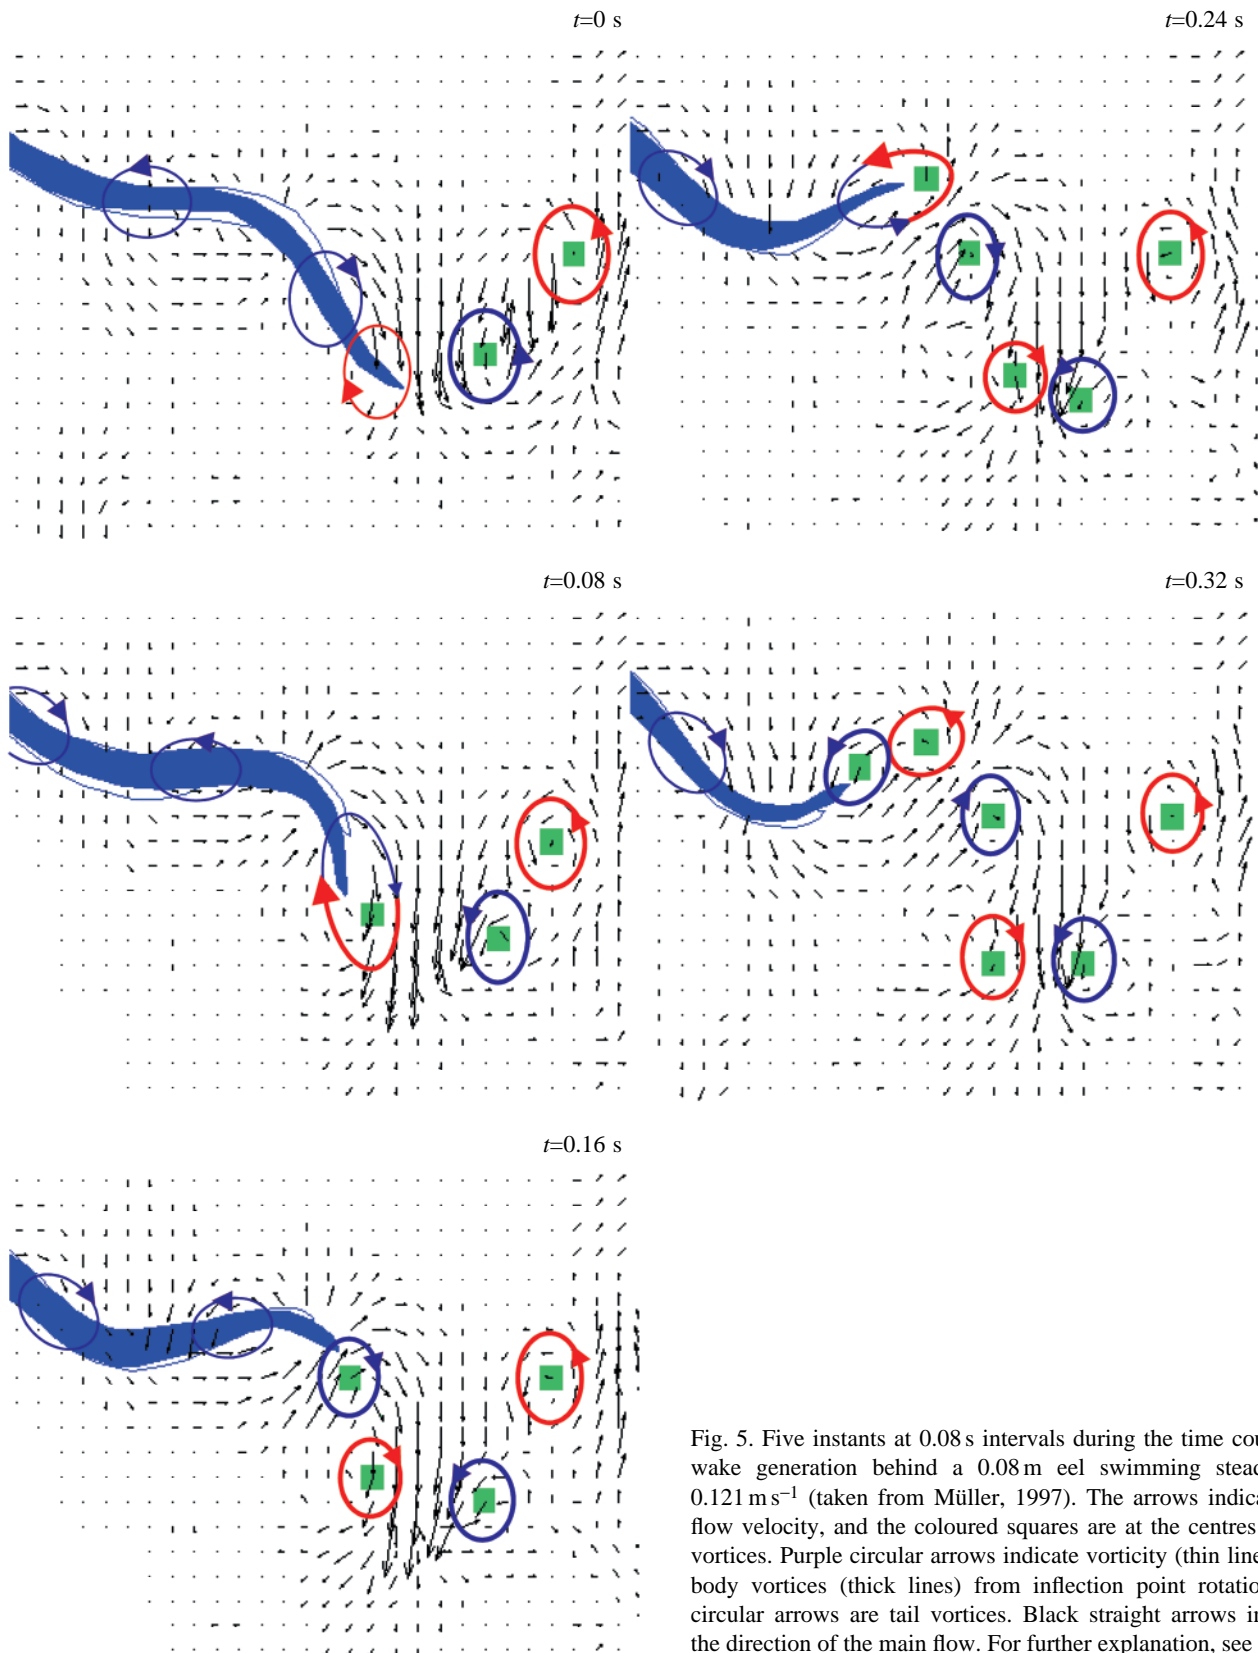 t=0 s
t=0.24 s
t=0.08 s
t=0.32 s
t=0.16 s
Fig. 5. Five instants at 0.08 s intervals during the time cou
wake generation behind a 0.08 m eel swimming stead
0.121 m s−1 (taken from Müller, 1997). The arrows indica
flow velocity, and the coloured squares are at the centres
vortices. Purple circular arrows indicate vorticity (thin line
body vortices (thick lines) from inflection point rotatio
circular arrows are tail vortices. Black straight arrows in
the direction of the main flow. For further explanation, see